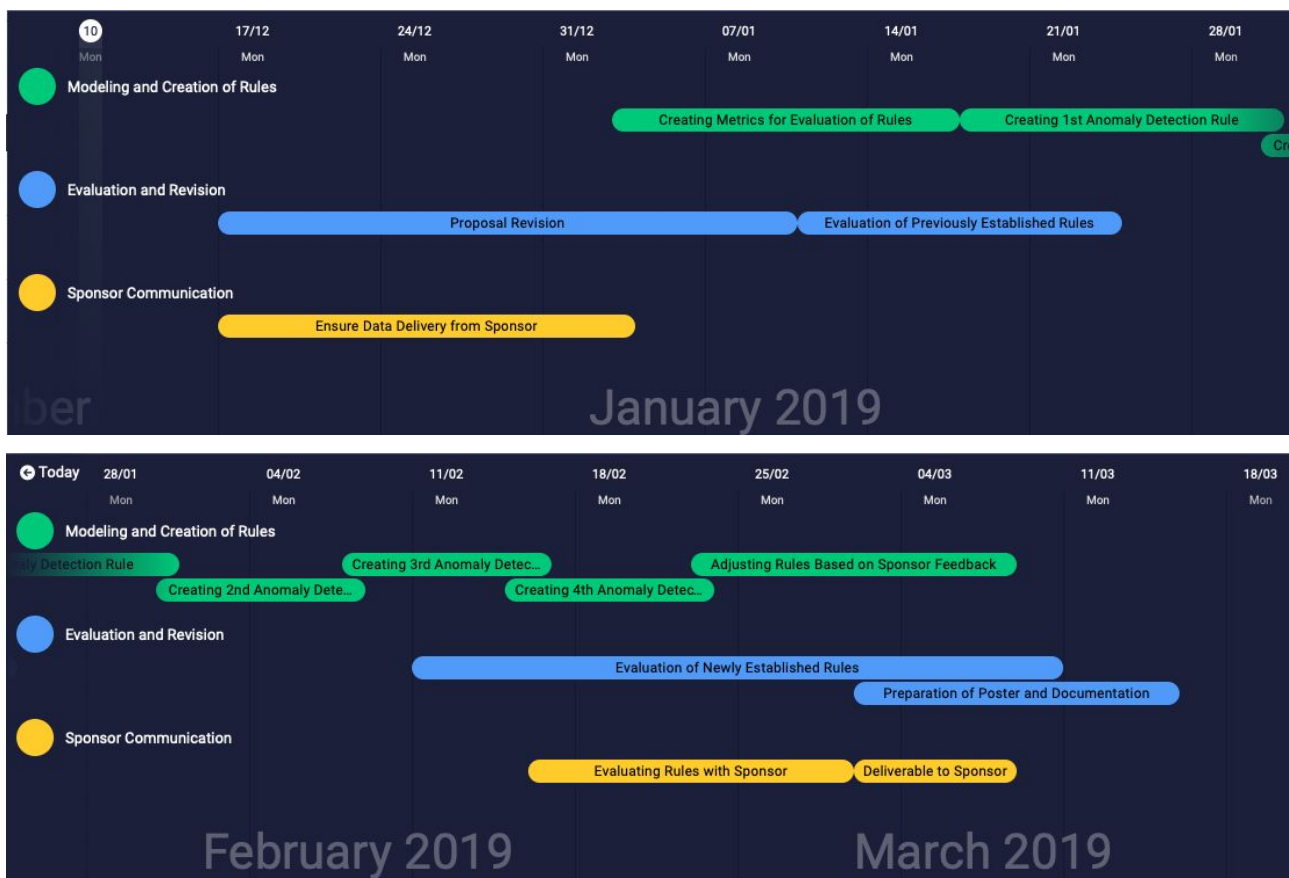 10 17/12 24/12 31/12 07/01 14/01 21/01 28/01
Mon Mon Mon Mon Mon Mon Mon Mon
Modeling and Creation of Rules
Creating Metrics for Evaluation of Rules Creating 1st Anomaly Detection Rule
Cre
Evaluation and Revision
Proposal Revision Evaluation of Previously Established Rules
Sponsor Communication
Ensure Data Delivery from Sponsor
ber January 2019
Today 28/01 04/02 11/02 18/02 25/02 04/03 11/03 18/03
Mon Mon Mon Mon Mon Mon Mon Mon
Modeling and Creation of Rules
aly Detection Rule Creating 3rd Anomaly Detec... Adjusting Rules Based on Sponsor Feedback
Creating 2nd Anomaly Dete... Creating 4th Anomaly Detec...
Evaluation and Revision
Evaluation of Newly Established Rules
Preparation of Poster and Documentation
Sponsor Communication
Evaluating Rules with Sponsor Deliverable to Sponsor
February 2019 March 2019